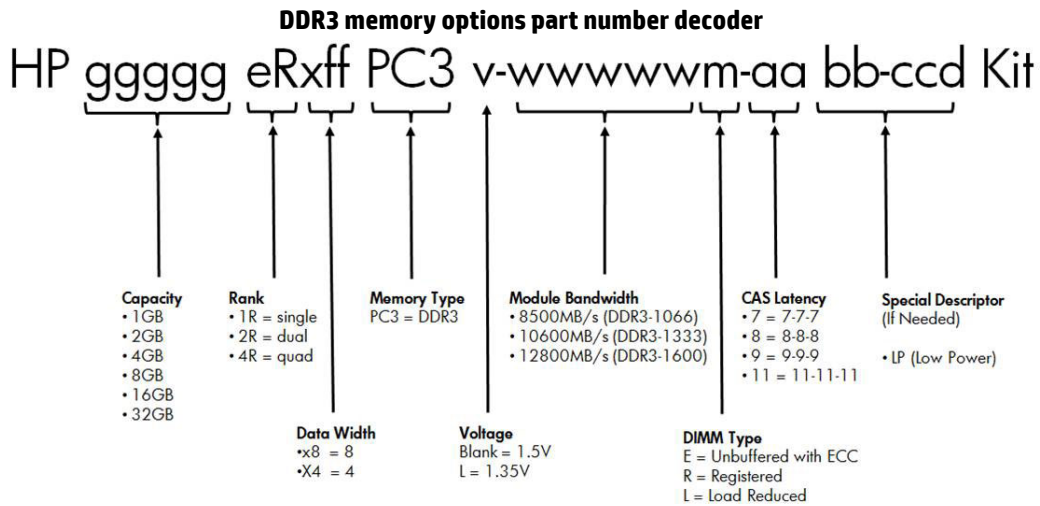 DDR3 memory options part number decoder
HP ggggg eRxff PC3 v-wwwwwm-aa bb-ccd Kit
Capacity
• 1GB
• 2GB
• 4GB
• 8GB
• 16GB
• 32GB
Rank
• 1R = single
• 2R = dual
• 4R = quad
Memory Type
PC3 = DDR3
Module Bandwidth
• 8500MB/s (DDR3-1066)
• 10600MB/s (DDR3-1333)
• 12800MB/s (DDR3-1600)
CAS Latency
• 7 = 7-7-7
• 8 = 8-8-8
• 9 = 9-9-9
• 11 = 11-11-11
Special Descriptor
(If Needed)
• LP (Low Power)
Data Width
•x8 = 8
•X4 = 4
Voltage
Blank = 1.5V
L = 1.35V
DIMM Type
E = Unbuffered with ECC
R = Registered
L = Load Reduced